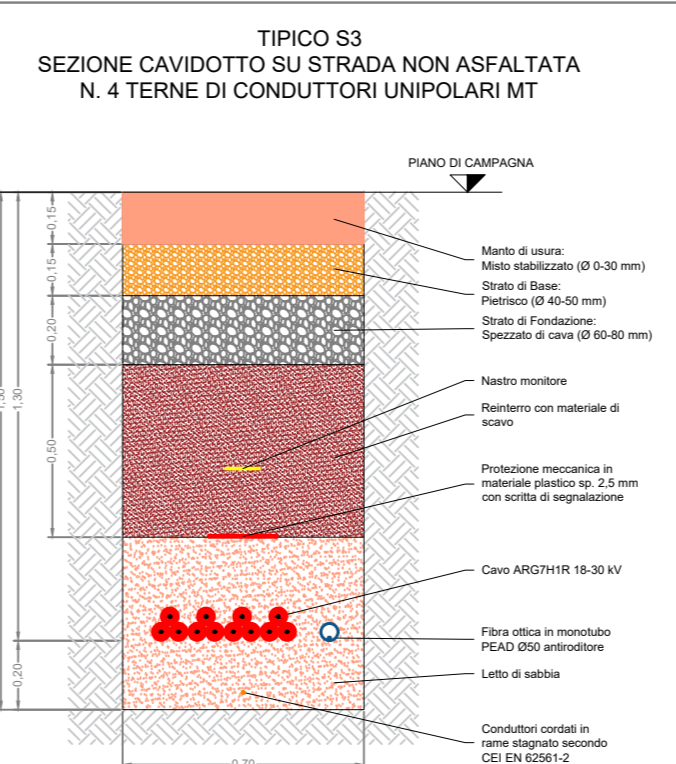 TIPICO S3
SEZIONE CAVIDOTTO SU STRADA NON ASFALTATA
N. 4 TERNE DI CONDUTTORI UNIPOLARI MT
PIANO DI CAMPAGNA
0,15
0,15
0,20
0,50
1,30
0,20
Manto di usura:
Misto stabilizzato (Ø 0-30 mm)
Strato di Base:
Pietrisco (Ø 40-50 mm)
Strato di Fondazione:
Spezzato di cava (Ø 60-80 mm)
Nastro monitore
Reinterro con materiale di
scavo
Protezione meccanica in
materiale plastico sp. 2,5 mm
con scritta di segnalazione
Cavo ARG7H1R 18-30 kV
Fibra ottica in monotubo
PEAD Ø50 antiroditore
Letto di sabbia
Conduttori cordati in
rame stagnato secondo
CEI EN 62561-2
0,70